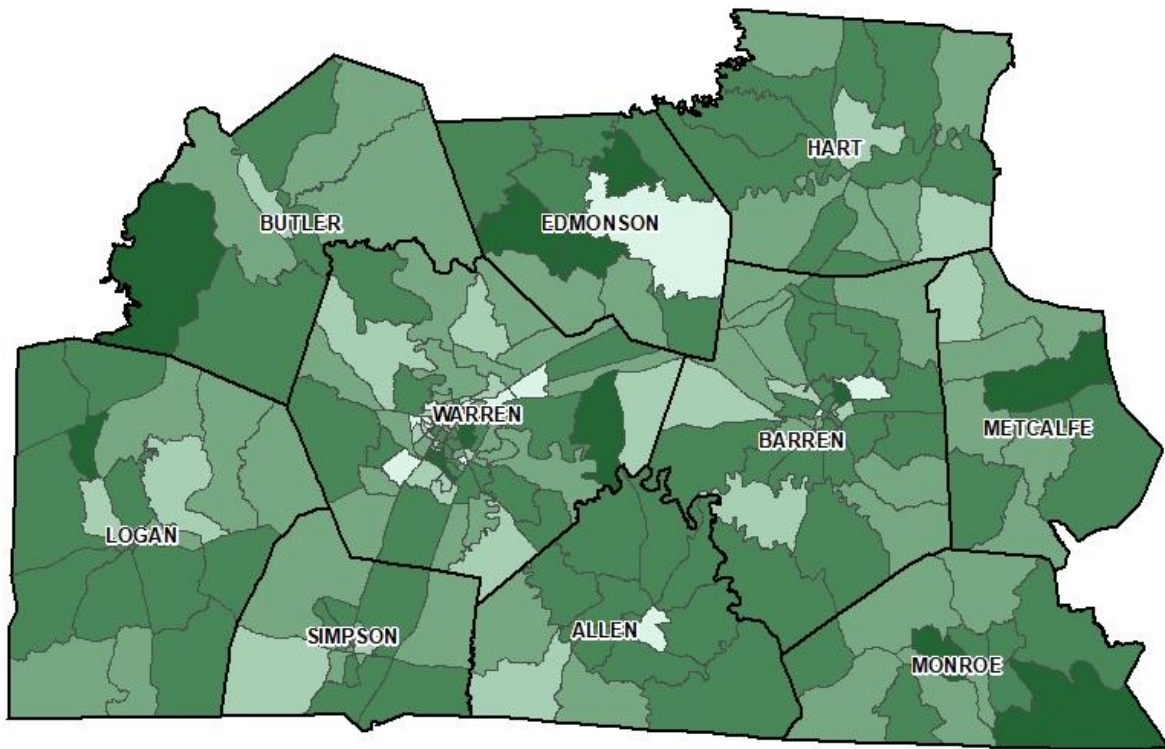 HART
BUTLER
EDMONSON
WARREN
METCALFE
BARREN
LOGAN
SIMPSON
ALLEN
MONROE